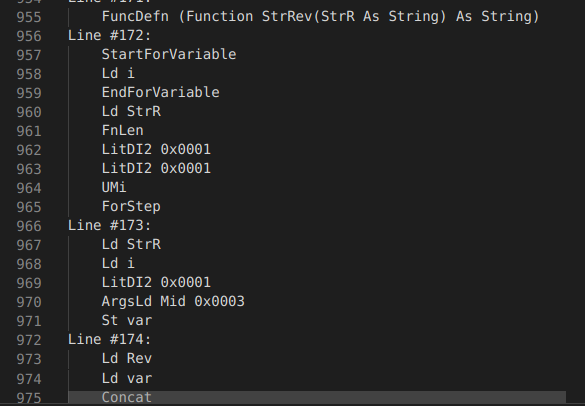 954 Line #171:
955 FuncDefn (Function StrRev(StrR As String) As String)
956 Line #172:
957 StartForVariable
958 Ld i
959 EndForVariable
960 Ld StrR
961 FnLen
962 LitDI2 0x0001
963 LitDI2 0x0001
964 UMi
965 ForStep
966 Line #173:
967 Ld StrR
968 Ld i
969 LitDI2 0x0001
970 ArgsLd Mid 0x0003
971 St var
972 Line #174:
973 Ld Rev
974 Ld var
975 Concat